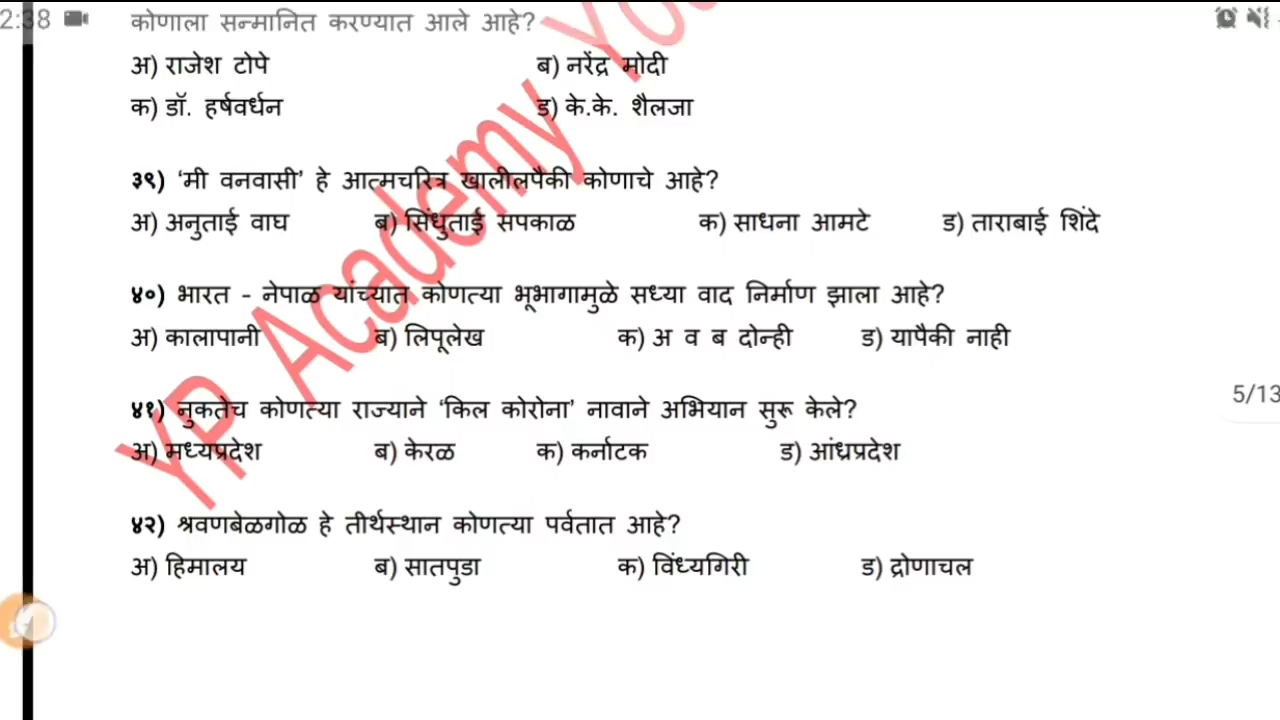 2:38
कोणाला सन्मानित करण्यात आले आहे?
अ) राजेश टोपे ब) नरेंद्र मोदी
क) डॉ. हर्षवर्धन ड) के.के. शैलजा
३९) ‘मी वनवासी’ हे आत्मचरित्र खालीलपैकी कोणाचे आहे?
अ) अनुताई वाघ ब) सिंधुताई सपकाळ क) साधना आमटे ड) ताराबाई शिंदे
४०) भारत - नेपाळ यांच्यात कोणत्या भूभागामुळे सध्या वाद निर्माण झाला आहे?
अ) कालापानी ब) लिपूलेख क) अ व ब दोन्ही ड) यापैकी नाही
5/13
४१) नुकतेच कोणत्या राज्याने ‘किल कोरोना’ नावाने अभियान सुरू केले?
अ) मध्यप्रदेश ब) केरळ क) कर्नाटक ड) आंध्रप्रदेश
४२) श्रवणबेळगोळ हे तीर्थस्थान कोणत्या पर्वतात आहे?
अ) हिमालय ब) सातपुडा क) विंध्यगिरी ड) द्रोणाचल
YP Academy